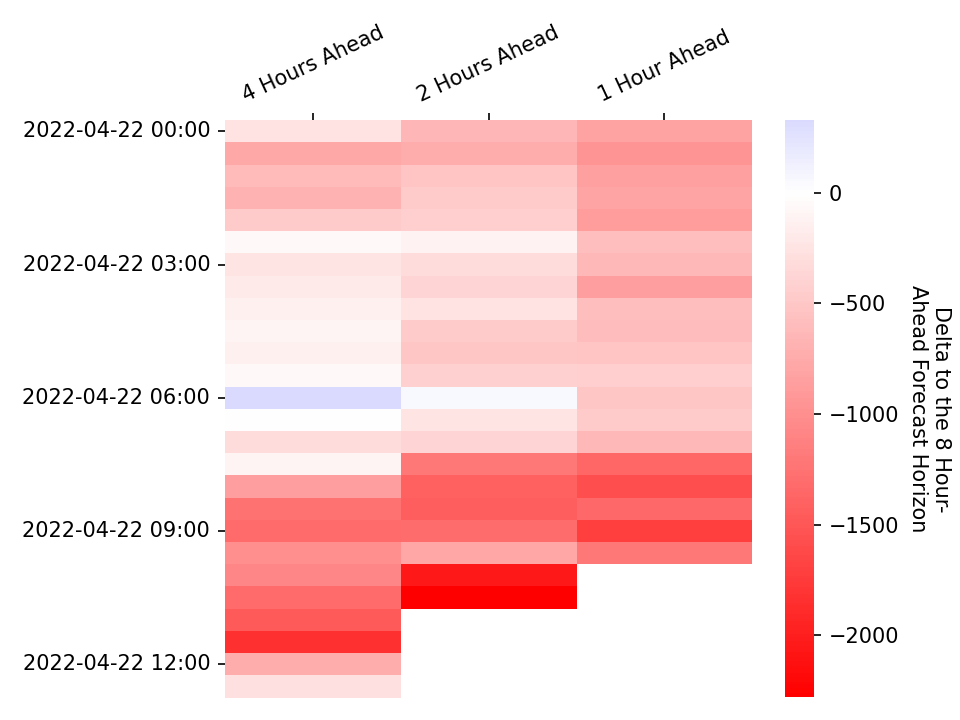 4 Hours Ahead
2 Hours Ahead
1 Hour Ahead
2022-04-22 00:00
2022-04-22 03:00
2022-04-22 06:00
2022-04-22 09:00
2022-04-22 12:00
0
−500
−1000
−1500
−2000
Delta to the 8 Hour-
Ahead Forecast Horizon